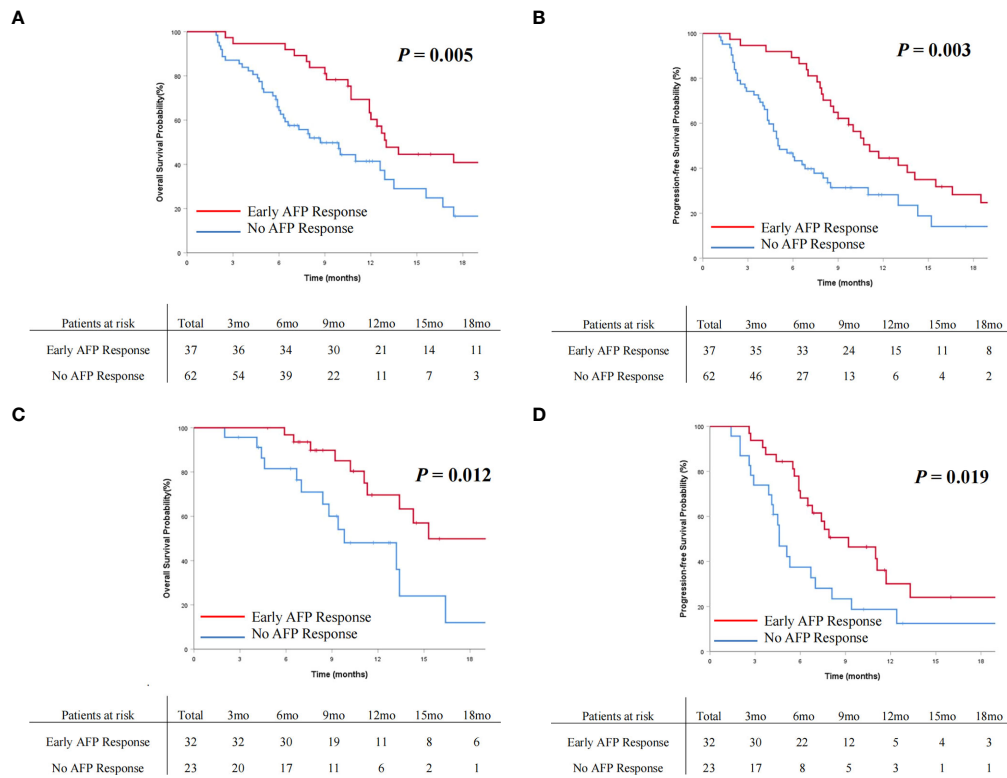 A
Overall Survival Probability(%)
100
80
60
40
20
0
P = 0.005
Early AFP Response
No AFP Response
0 3 6 9 12 15 18
Time (months)
Patients at risk Total 3mo 6mo 9mo 12mo 15mo 18mo
Early AFP Response 37 36 34 30 21 14 11
No AFP Response 62 54 39 22 11 7 3
B
Progression-free Survival Probability (%)
100
80
60
40
20
0
P = 0.003
Early AFP Response
No AFP Response
0 3 6 9 12 15 18
Time (months)
Patients at risk Total 3mo 6mo 9mo 12mo 15mo 18mo
Early AFP Response 37 35 33 24 15 11 8
No AFP Response 62 46 27 13 6 4 2
C
Overall Survival Probability(%)
100
80
60
40
20
0
P = 0.012
Early AFP Response
No AFP Response
0 3 6 9 12 15 18
Time (months)
Patients at risk Total 3mo 6mo 9mo 12mo 15mo 18mo
Early AFP Response 32 32 30 19 11 8 6
No AFP Response 23 20 17 11 6 2 1
D
Progression-free Survival Probability (%)
100
80
60
40
20
0
P = 0.019
Early AFP Response
No AFP Response
0 3 6 9 12 15 18
Time (months)
Patients at risk Total 3mo 6mo 9mo 12mo 15mo 18mo
Early AFP Response 32 30 22 12 5 4 3
No AFP Response 23 17 8 5 3 1 1